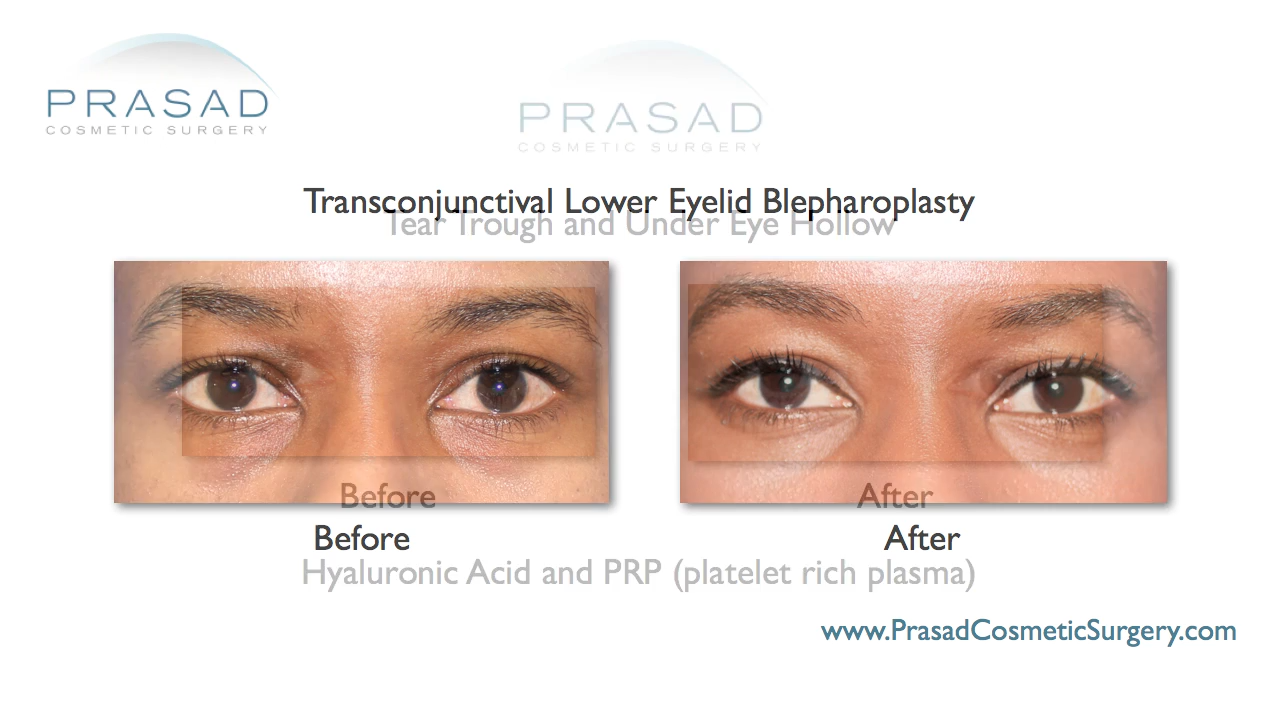 PRASAD
COSMETIC SURGERY
PRASAD
COSMETIC SURGERY
Transconjunctival Lower Eyelid Blepharoplasty
Tear Trough and Under Eye Hollow
Before
After
Before
After
Hyaluronic Acid and PRP (platelet rich plasma)
www.PrasadCosmeticSurgery.com